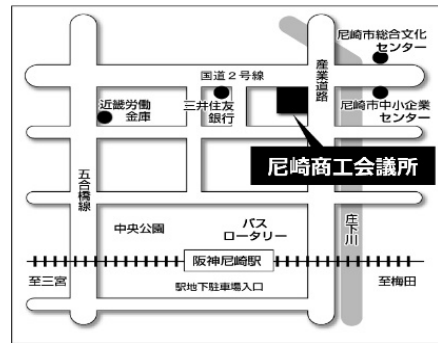 尼崎市総合文化
センター
国道2号線
産業道路
近畿労働
金庫
三井住友
銀行
尼崎市中小企業
センター
尼崎商工会議所
五合橋線
中央公園
バス
ロータリー
庄下川
阪神尼崎駅
至三宮
至梅田
駅地下駐車場入口